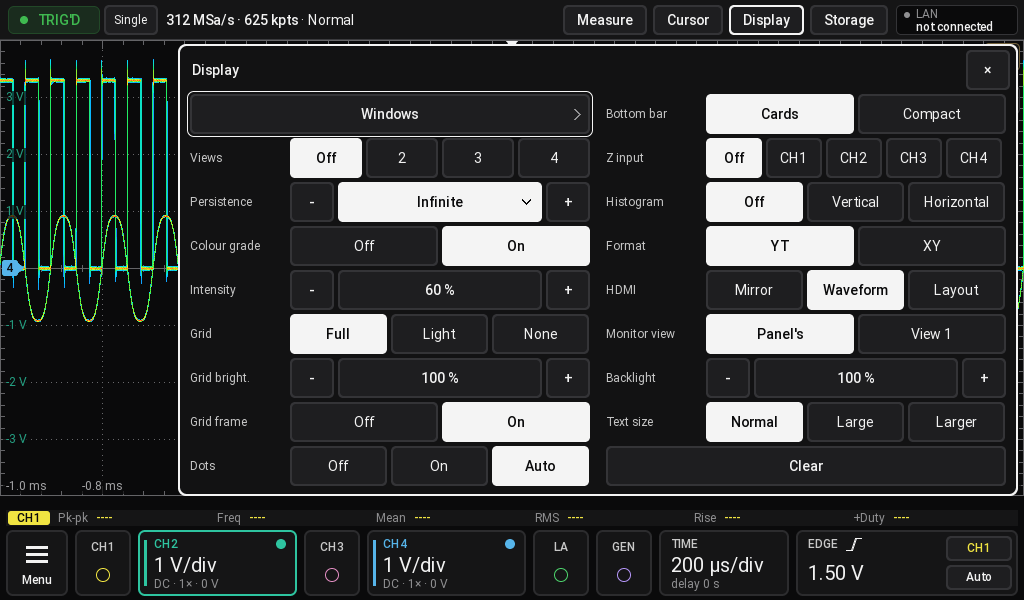 TRIG'D Single 312 MSa/s · 625 kpts · Normal Measure Cursor Display Storage LAN not connected
Display ×
Windows
Views Off 2 3 4
Persistence - Infinite +
Colour grade Off On
Intensity - 60 % +
Grid Full Light None
Grid bright. - 100 % +
Grid frame Off On
Dots Off On Auto
Bottom bar Cards Compact
Z input Off CH1 CH2 CH3 CH4
Histogram Off Vertical Horizontal
Format YT XY
HDMI Mirror Waveform Layout
Monitor view Panel's View 1
Backlight - 100 % +
Text size Normal Large Larger
Clear
3 V
2 V
1 V
4
-1 V
-2 V
-3 V
-1.0 ms -0.8 ms
CH1 Pk-pk ---- Freq ---- Mean ---- RMS ---- Rise ---- +Duty ----
Menu
CH1
CH2
1 V/div
DC · 1× · 0 V
CH3
CH4
1 V/div
DC · 1× · 0 V
LA
GEN
TIME
200 µs/div
delay 0 s
EDGE
1.50 V
CH1
Auto